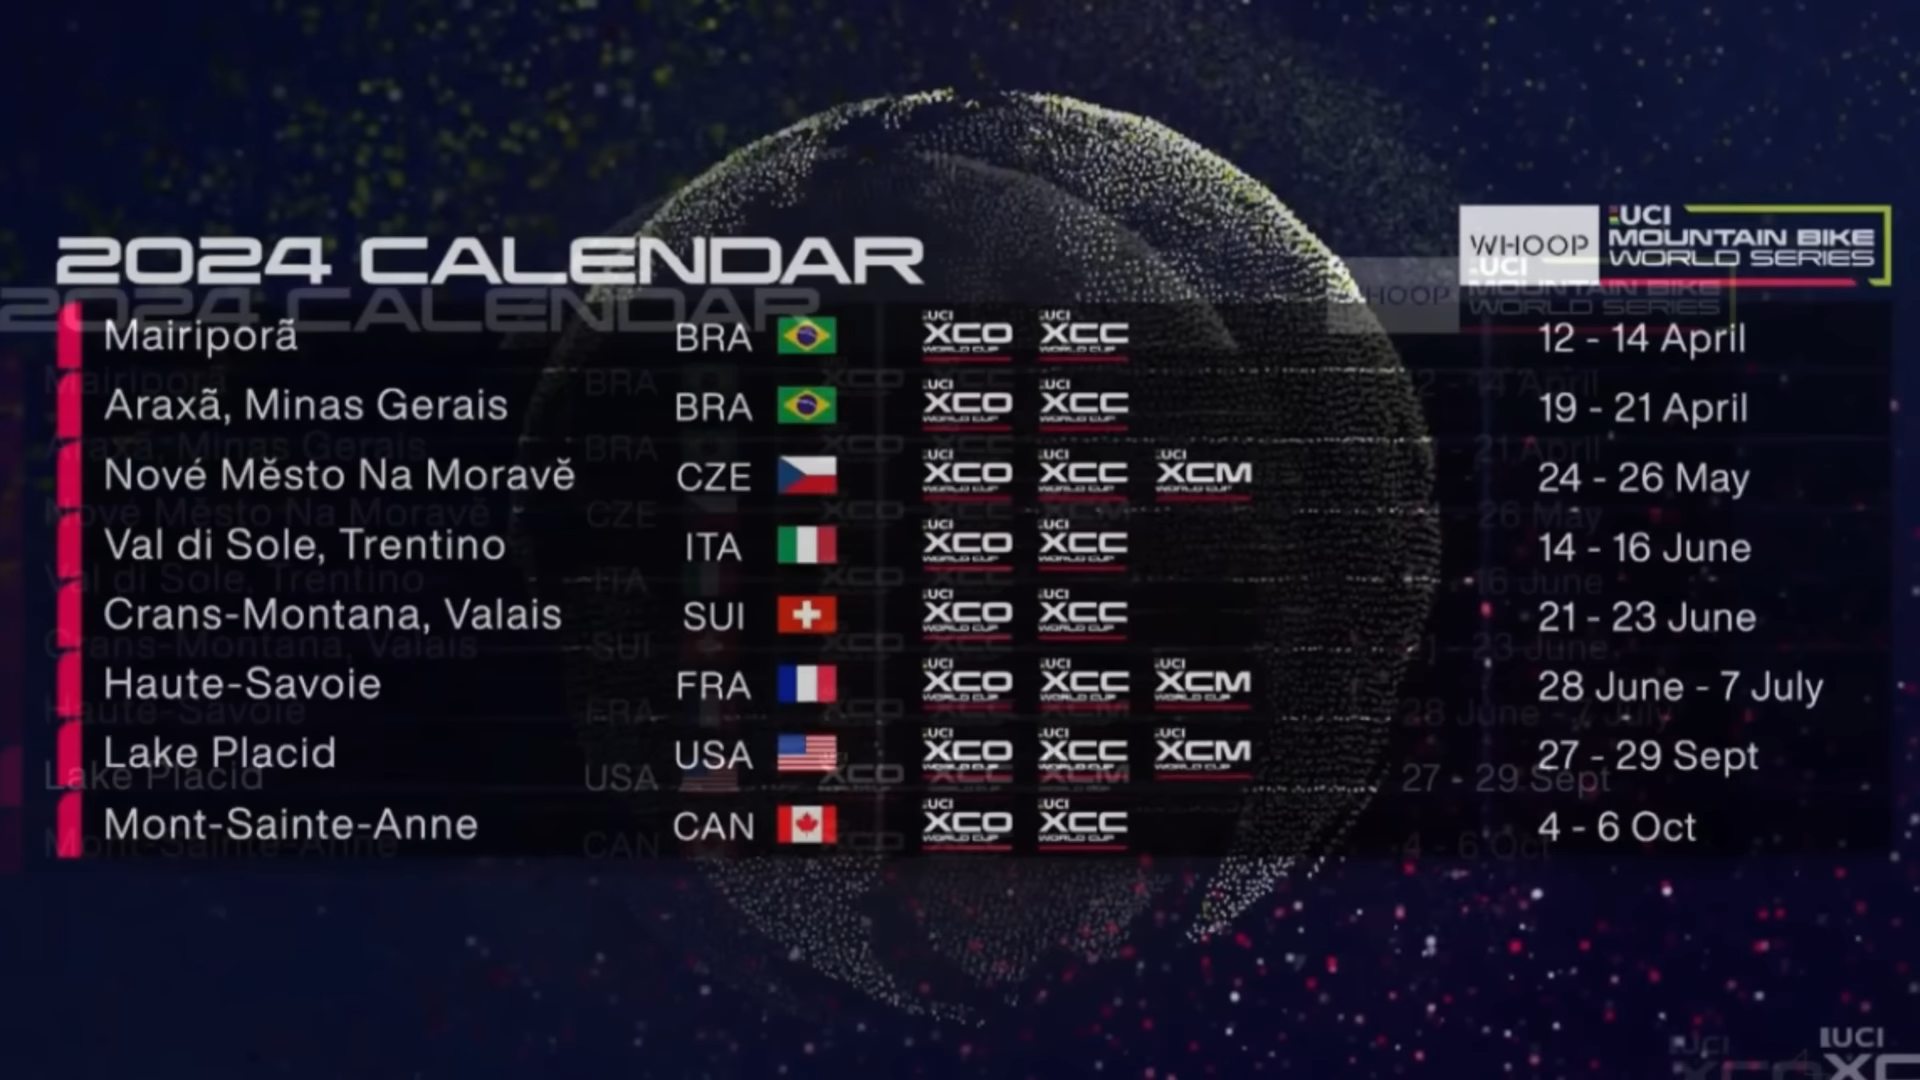 2024 CALENDAR
WHOOP UCI MOUNTAIN BIKE WORLD SERIES
Mairiporã BRA UCI XCO WORLD CUP UCI XCC WORLD CUP 12 - 14 April
Araxã, Minas Gerais BRA UCI XCO WORLD CUP UCI XCC WORLD CUP 19 - 21 April
Nové Mĕsto Na Moravĕ CZE UCI XCO WORLD CUP UCI XCC WORLD CUP UCI XCM WORLD CUP 24 - 26 May
Val di Sole, Trentino ITA UCI XCO WORLD CUP UCI XCC WORLD CUP 14 - 16 June
Crans-Montana, Valais SUI UCI XCO WORLD CUP UCI XCC WORLD CUP 21 - 23 June
Haute-Savoie FRA UCI XCO WORLD CUP UCI XCC WORLD CUP UCI XCM WORLD CUP 28 June - 7 July
Lake Placid USA UCI XCO WORLD CUP UCI XCC WORLD CUP UCI XCM WORLD CUP 27 - 29 Sept
Mont-Sainte-Anne CAN UCI XCO WORLD CUP UCI XCC WORLD CUP 4 - 6 Oct
UCI